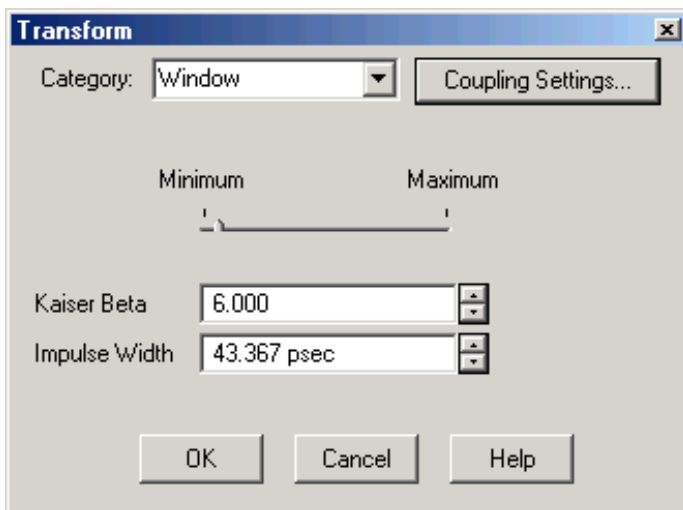 Transform
Category: Window Coupling Settings...
Minimum Maximum
Kaiser Beta 6.000
Impulse Width 43.367 psec
OK Cancel Help